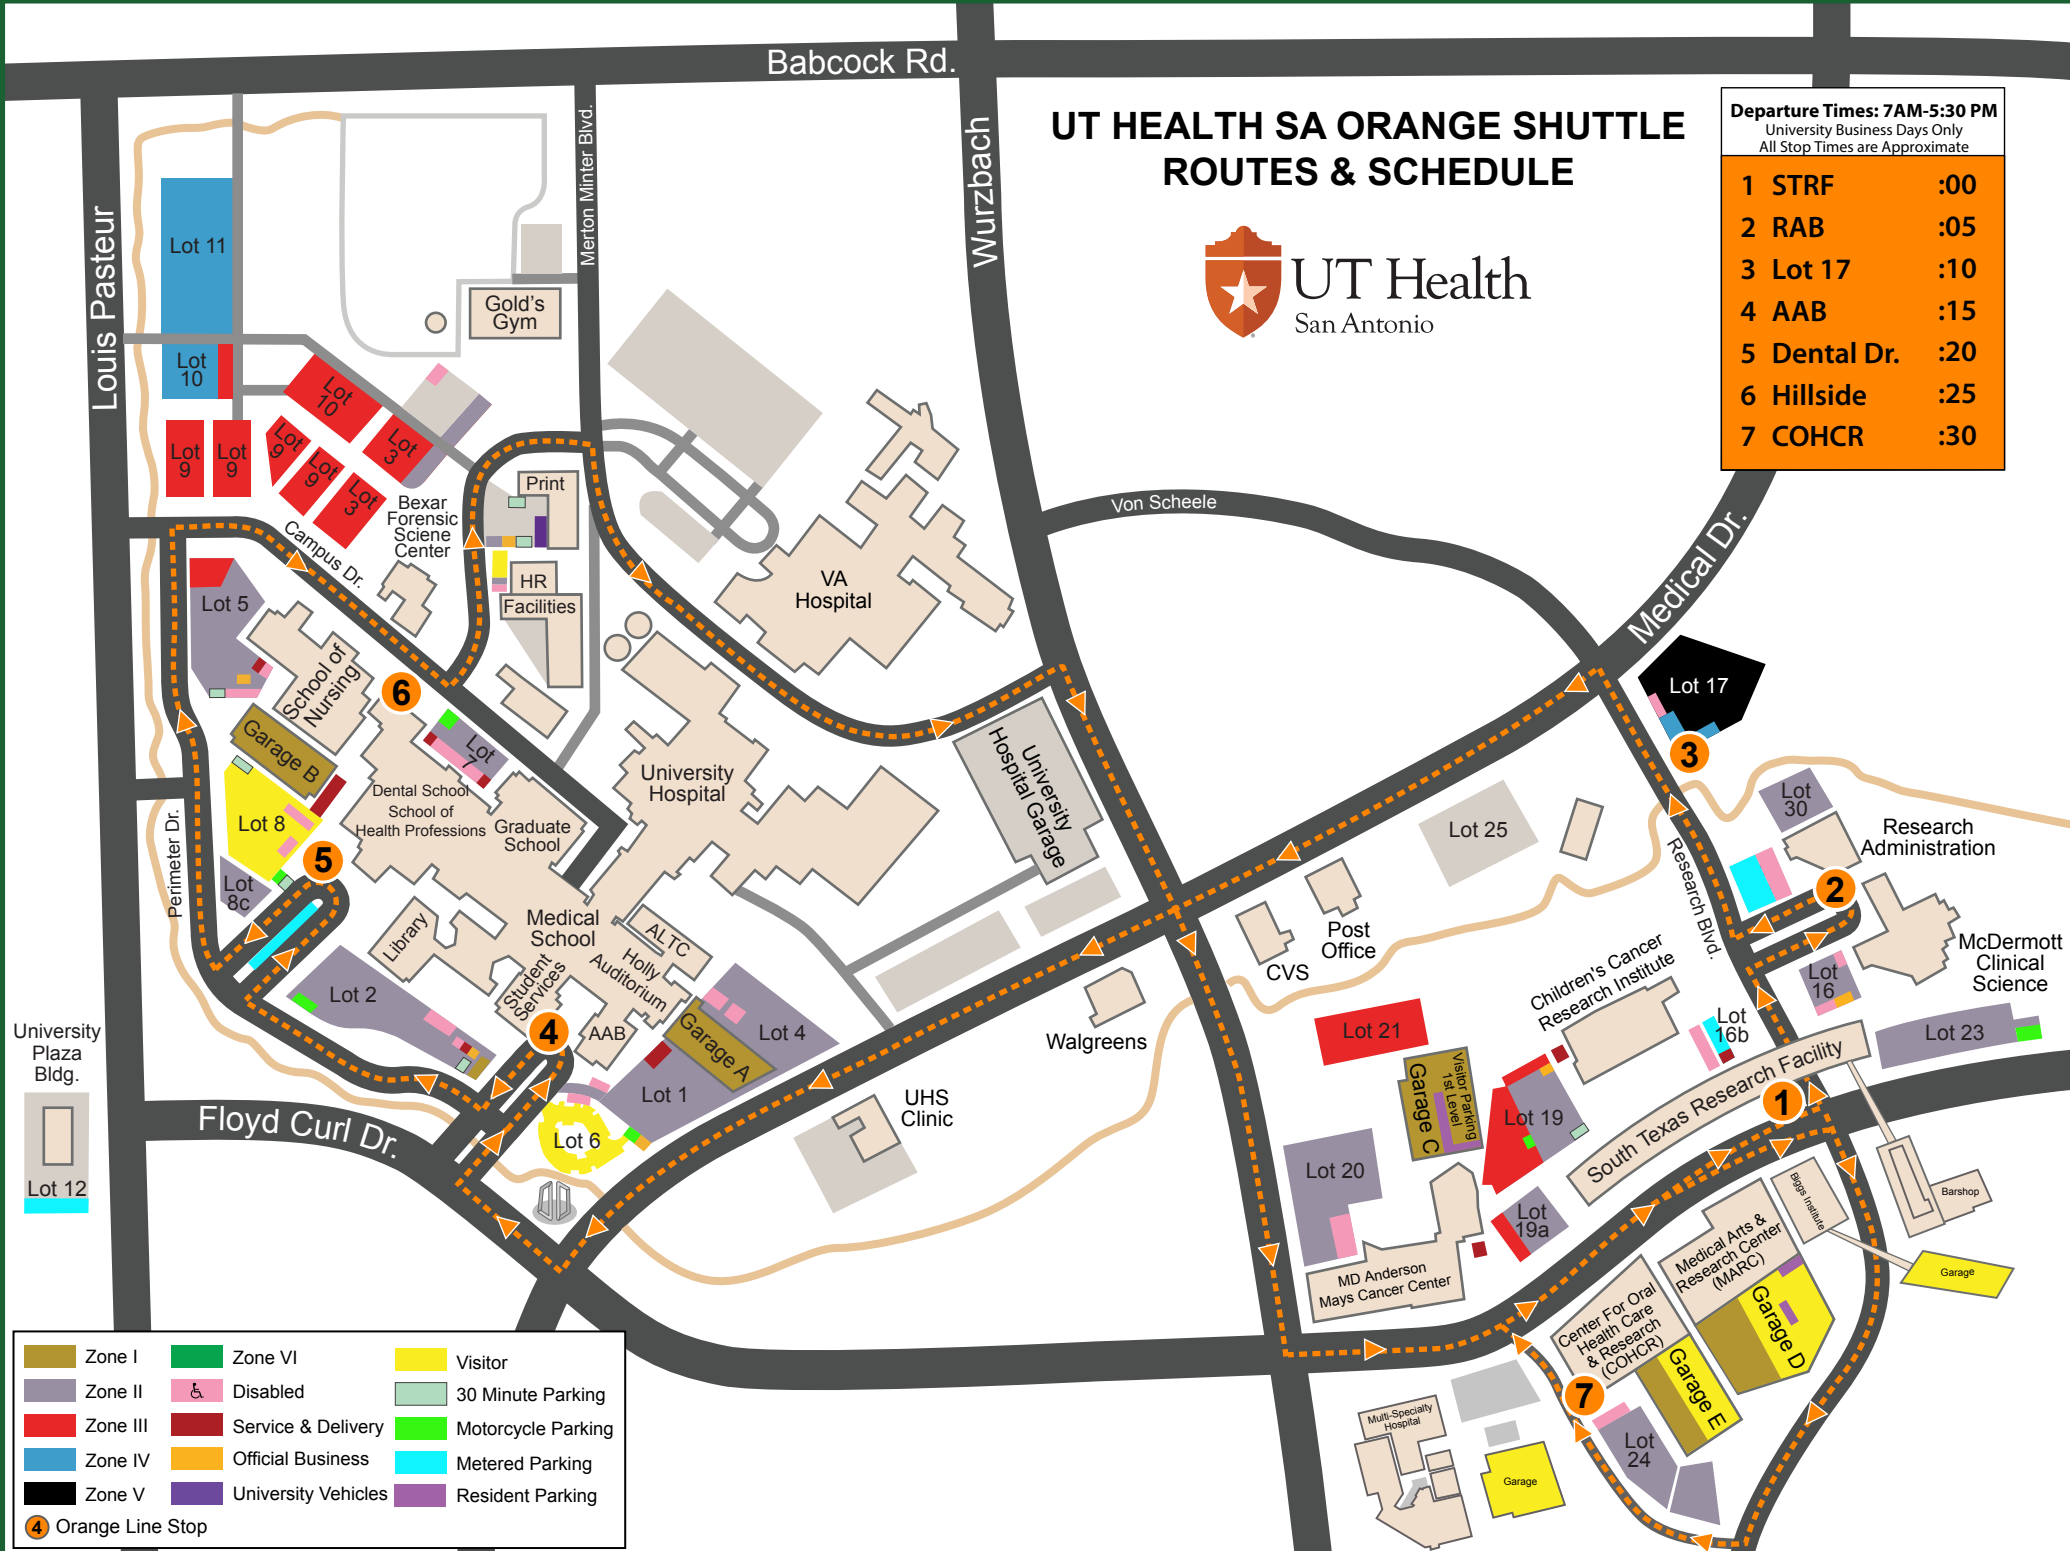 Babcock Rd.
UT HEALTH SA ORANGE SHUTTLE
ROUTES & SCHEDULE
UT Health
San Antonio
Departure Times: 7AM-5:30 PM
University Business Days Only
All Stop Times are Approximate
1 STRF :00
2 RAB :05
3 Lot 17 :10
4 AAB :15
5 Dental Dr. :20
6 Hillside :25
7 COHCR :30
Louis Pasteur
Merton Minter Blvd.
Wurzbach
Lot 11
Gold's
Gym
Lot
10
Lot
10
Lot
3
Lot
9
Lot
9
Lot
9
Lot
9
Lot
3
Campus Dr.
Bexar
Forensic
Sciene
Center
Print
HR
Facilities
VA
Hospital
Von Scheele
Medical Dr.
Lot 5
School of
Nursing
6
Garage B
Lot
7
Lot 8
Dental School
School of
Health Professions
Graduate
School
University
Hospital
University
Hospital Garage
5
Lot
8c
Perimeter Dr.
Library
Medical
School
Student
Services
ALTC
Holly
Auditorium
Lot 2
4
AAB
Garage A
Lot 4
Lot 1
Lot 6
University
Plaza
Bldg.
Lot 12
Floyd Curl Dr.
UHS
Clinic
Walgreens
CVS
Post
Office
Lot 25
Lot 17
3
Lot
30
Research
Administration
2
Research Blvd.
McDermott
Clinical
Science
Lot
16
Lot 23
Children's Cancer
Research Institute
Lot
16b
South Texas Research Facility
1
Lot 21
Garage C
Visitor Parking
1st Level
Lot 19
Lot 20
Lot
19a
MD Anderson
Mays Cancer Center
Biggs Institute
Barshop
Garage
Medical Arts &
Research Center
(MARC)
Garage D
Center For Oral
Health Care
& Research
(COHCR)
Garage E
7
Lot
24
Multi-Specialty
Hospital
Garage
Zone I
Zone II
Zone III
Zone IV
Zone V
Zone VI
Disabled
Service & Delivery
Official Business
University Vehicles
Visitor
30 Minute Parking
Motorcycle Parking
Metered Parking
Resident Parking
4 Orange Line Stop